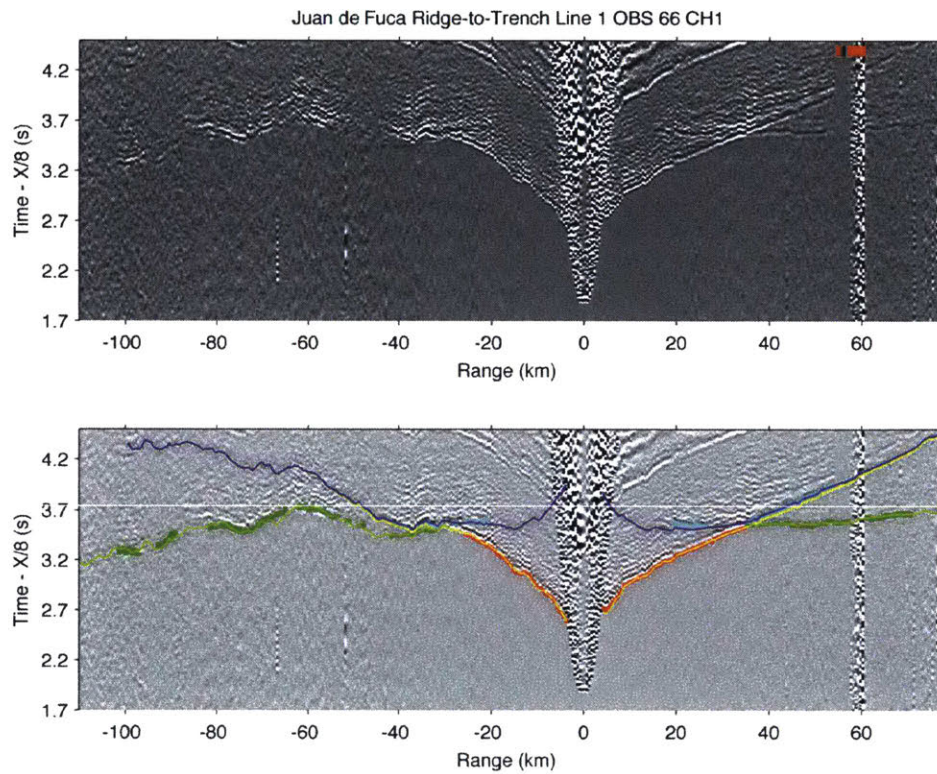 Juan de Fuca Ridge-to-Trench Line 1 OBS 66 CH1
Time - X/8 (s)
4.2
3.7
3.2
2.7
2.2
1.7
-100 -80 -60 -40 -20 0 20 40 60
Range (km)
Time - X/8 (s)
4.2
3.7
3.2
2.7
2.2
1.7
-100 -80 -60 -40 -20 0 20 40 60
Range (km)